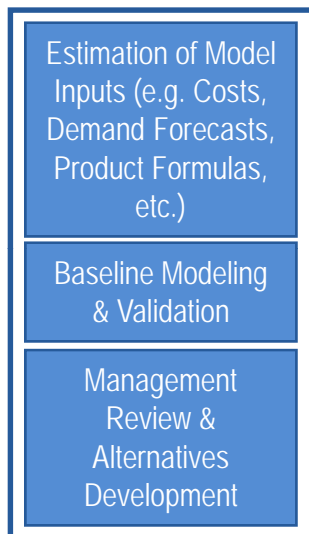 Estimation of Model
Inputs (e.g. Costs,
Demand Forecasts,
Product Formulas,
etc.)
Baseline Modeling
& Validation
Management
Review &
Alternatives
Development